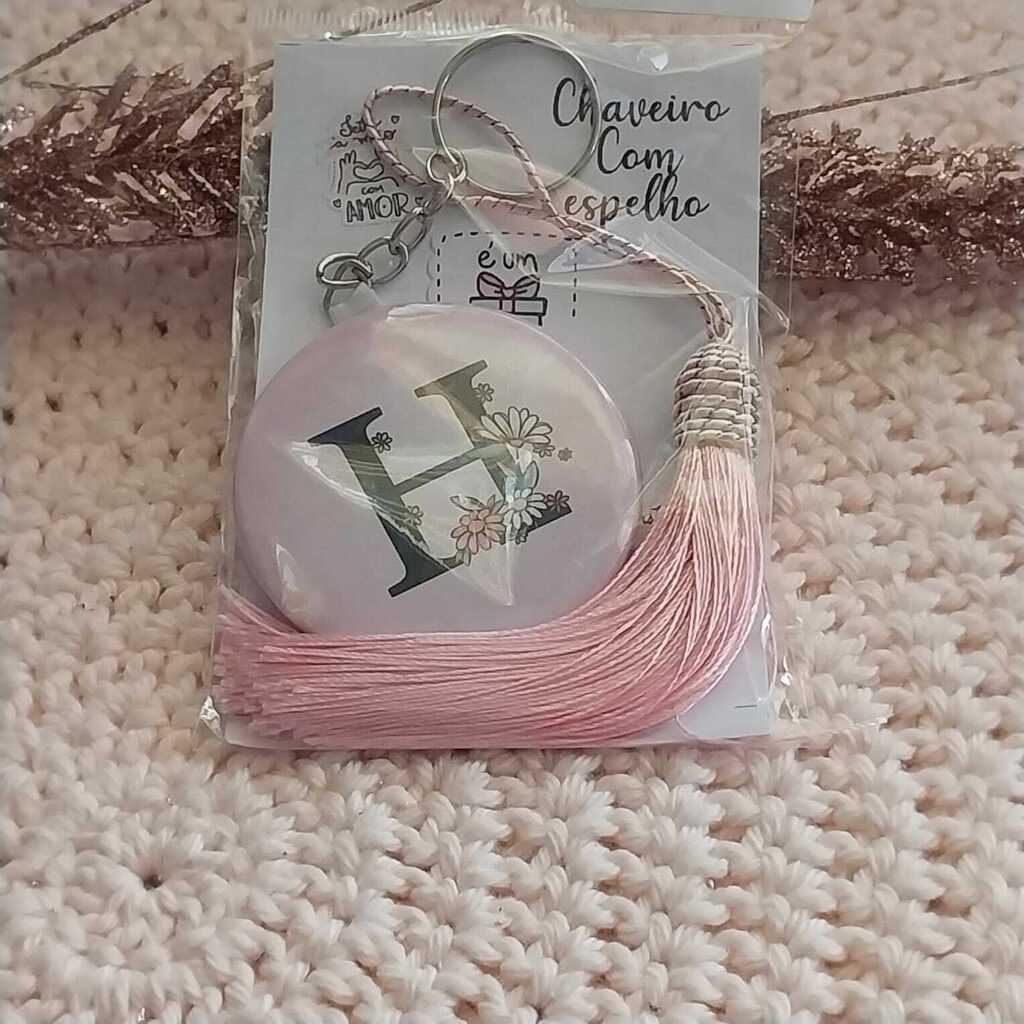 Chaveiro
Com
espelho
com
AMOR
é um
H